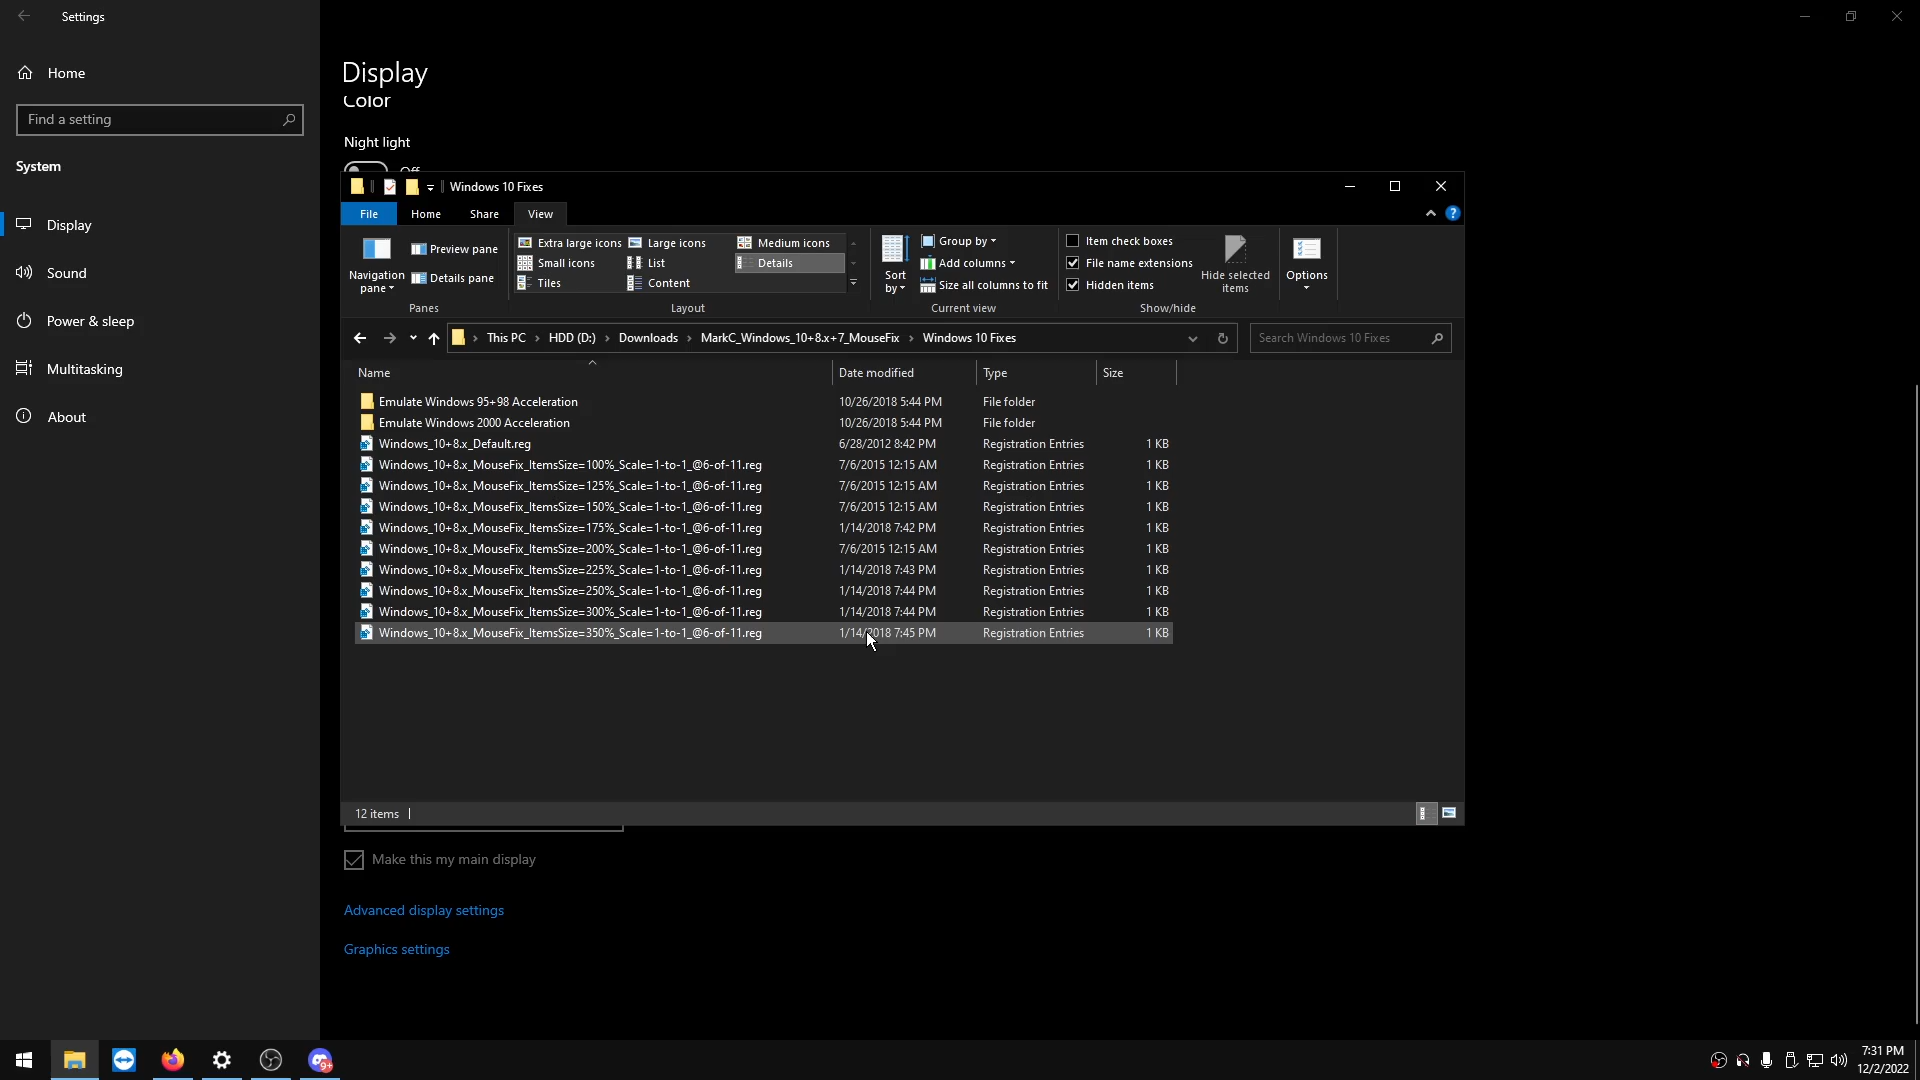 Settings
Home
Find a setting
System
Display
Sound
Power & sleep
Multitasking
About
Display
Color
Night light
Off
Windows 10 Fixes
File Home Share View
Navigation pane
Preview pane
Details pane
Panes
Extra large icons Large icons Medium icons
Small icons List Details
Tiles Content
Layout
Sort by
Group by
Add columns
Size all columns to fit
Current view
Item check boxes
File name extensions
Hidden items
Hide selected items
Show/hide
Options
This PC HDD (D:) Downloads MarkC_Windows_10+8.x+7_MouseFix Windows 10 Fixes
Search Windows 10 Fixes
Name Date modified Type Size
Emulate Windows 95+98 Acceleration 10/26/2018 5:44 PM File folder
Emulate Windows 2000 Acceleration 10/26/2018 5:44 PM File folder
Windows_10+8.x_Default.reg 6/28/2012 8:42 PM Registration Entries 1 KB
Windows_10+8.x_MouseFix_ItemsSize=100%_Scale=1-to-1_@6-of-11.reg 7/6/2015 12:15 AM Registration Entries 1 KB
Windows_10+8.x_MouseFix_ItemsSize=125%_Scale=1-to-1_@6-of-11.reg 7/6/2015 12:15 AM Registration Entries 1 KB
Windows_10+8.x_MouseFix_ItemsSize=150%_Scale=1-to-1_@6-of-11.reg 7/6/2015 12:15 AM Registration Entries 1 KB
Windows_10+8.x_MouseFix_ItemsSize=175%_Scale=1-to-1_@6-of-11.reg 1/14/2018 7:42 PM Registration Entries 1 KB
Windows_10+8.x_MouseFix_ItemsSize=200%_Scale=1-to-1_@6-of-11.reg 7/6/2015 12:15 AM Registration Entries 1 KB
Windows_10+8.x_MouseFix_ItemsSize=225%_Scale=1-to-1_@6-of-11.reg 1/14/2018 7:43 PM Registration Entries 1 KB
Windows_10+8.x_MouseFix_ItemsSize=250%_Scale=1-to-1_@6-of-11.reg 1/14/2018 7:44 PM Registration Entries 1 KB
Windows_10+8.x_MouseFix_ItemsSize=300%_Scale=1-to-1_@6-of-11.reg 1/14/2018 7:44 PM Registration Entries 1 KB
Windows_10+8.x_MouseFix_ItemsSize=350%_Scale=1-to-1_@6-of-11.reg 1/14/2018 7:45 PM Registration Entries 1 KB
12 items
Make this my main display
Advanced display settings
Graphics settings
9+
7:31 PM
12/2/2022